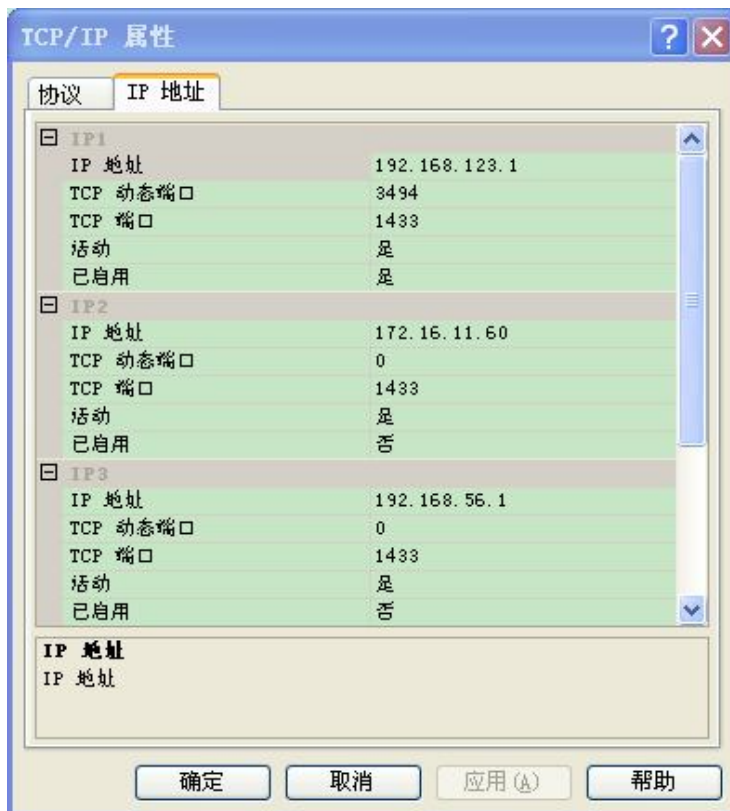 TCP/IP 属性
协议 IP 地址
IP1
IP 地址 192.168.123.1
TCP 动态端口 3494
TCP 端口 1433
活动 是
已启用 是
IP2
IP 地址 172.16.11.60
TCP 动态端口 0
TCP 端口 1433
活动 是
已启用 否
IP3
IP 地址 192.168.56.1
TCP 动态端口 0
TCP 端口 1433
活动 是
已启用 否
IP 地址
IP 地址
确定 取消 应用(A) 帮助